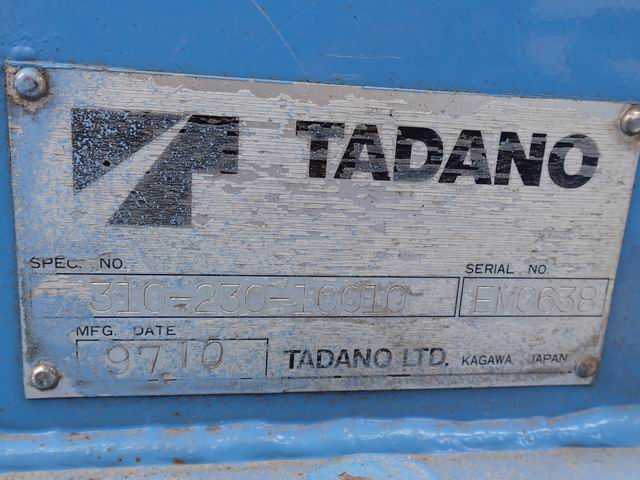 TADANO
SPEC. NO. SERIAL NO.
310-230-10010 EM0638
MFG. DATE
9710 TADANO LTD. KAGAWA, JAPAN